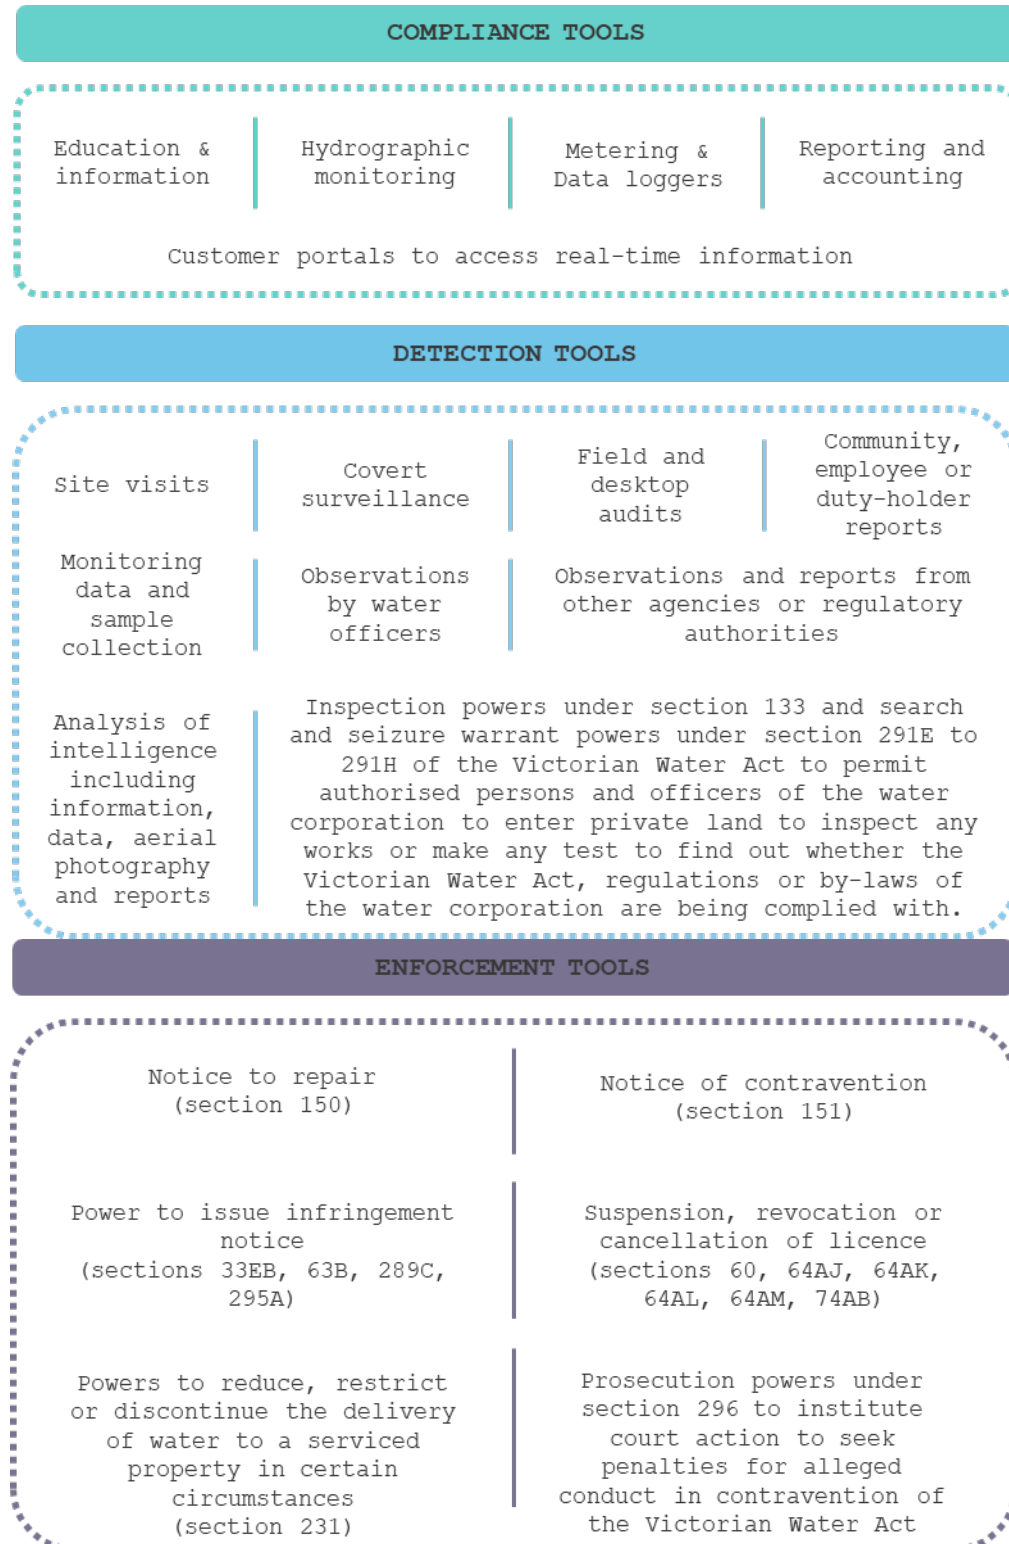 COMPLIANCE TOOLS
Education &
information
Hydrographic
monitoring
Metering &
Data loggers
Reporting and
accounting
Customer portals to access real-time information
DETECTION TOOLS
Site visits
Covert
surveillance
Field and
desktop
audits
Community,
employee or
duty-holder
reports
Monitoring
data and
sample
collection
Observations
by water
officers
Observations and reports from
other agencies or regulatory
authorities
Analysis of
intelligence
including
information,
data, aerial
photography
and reports
Inspection powers under section 133 and search
and seizure warrant powers under section 291E to
291H of the Victorian Water Act to permit
authorised persons and officers of the water
corporation to enter private land to inspect any
works or make any test to find out whether the
Victorian Water Act, regulations or by-laws of
the water corporation are being complied with.
ENFORCEMENT TOOLS
Notice to repair
(section 150)
Notice of contravention
(section 151)
Power to issue infringement
notice
(sections 33EB, 63B, 289C,
295A)
Suspension, revocation or
cancellation of licence
(sections 60, 64AJ, 64AK,
64AL, 64AM, 74AB)
Powers to reduce, restrict
or discontinue the delivery
of water to a serviced
property in certain
circumstances
(section 231)
Prosecution powers under
section 296 to institute
court action to seek
penalties for alleged
conduct in contravention of
the Victorian Water Act